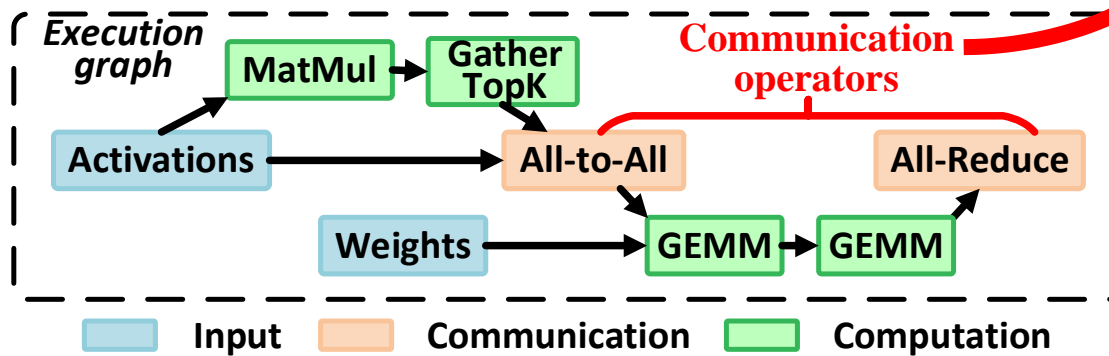 Execution
graph
MatMul
Gather
TopK
Communication
operators
Activations
All-to-All
All-Reduce
Weights
GEMM
GEMM
Input
Communication
Computation